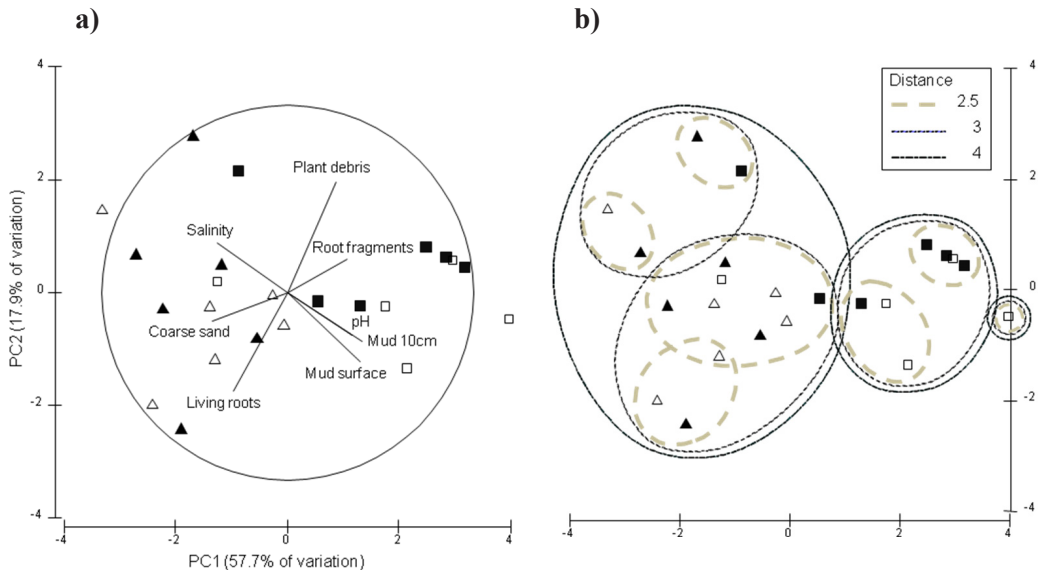 a)
b)
4
2
0
-2
-4
PC2 (17.9% of variation)
Plant debris
Salinity
Root fragments
Coarse sand
pH
Mud 10cm
Mud surface
Living roots
-4
-2
0
2
4
PC1 (57.7% of variation)
Distance
2.5
3
4
4
2
0
-2
-4
-4
-2
0
2
4